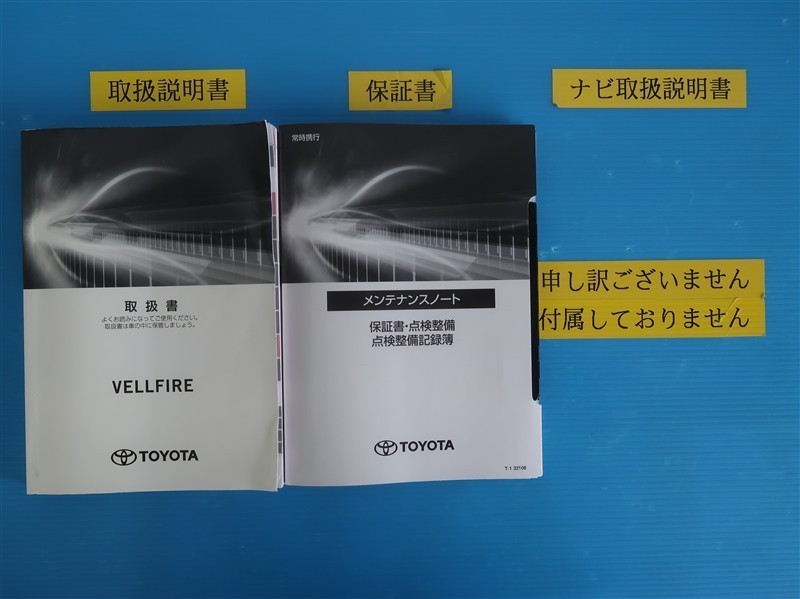 取扱説明書
保証書
ナビ取扱説明書
取扱書
よくお読みになってご使用ください。
取扱書は車の中に保管しましょう。
VELLFIRE
TOYOTA
常時携行
メンテナンスノート
保証書・点検整備
点検整備記録簿
TOYOTA
T-1 32108
申し訳ございません
付属しておりません